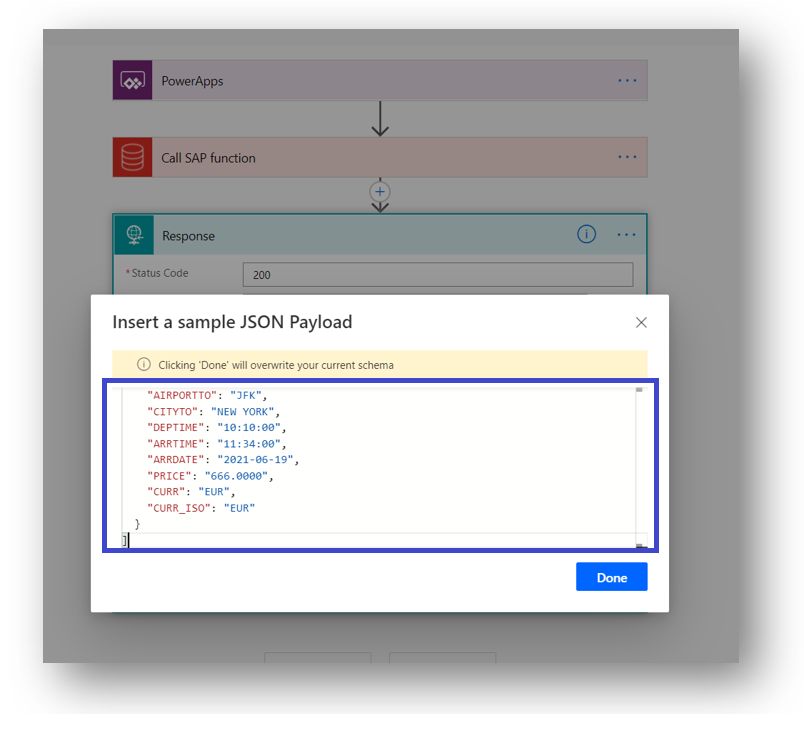 PowerApps
Call SAP function
Response
*Status Code
200
Insert a sample JSON Payload
Clicking 'Done' will overwrite your current schema
"AIRPORTTO": "JFK",
"CITYTO": "NEW YORK",
"DEPTIME": "10:10:00",
"ARRTIME": "11:34:00",
"ARRDATE": "2021-06-19",
"PRICE": "666.0000",
"CURR": "EUR",
"CURR_ISO": "EUR"
}
]
Done